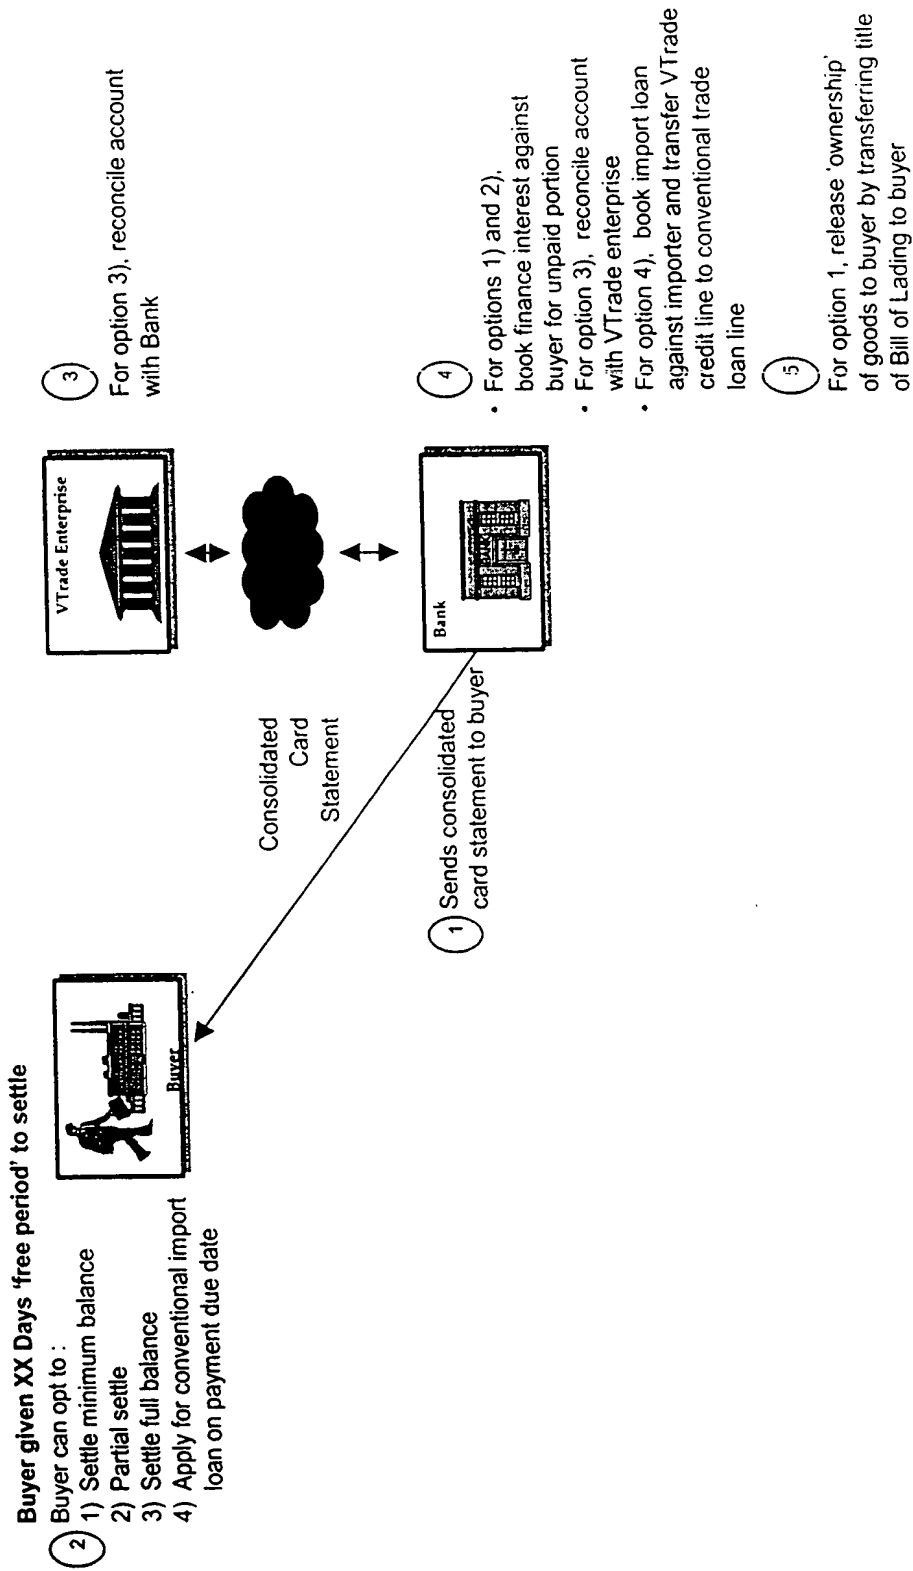 Buyer given XX Days 'free period' to settle
2
Buyer can opt to :
1) Settle minimum balance
2) Partial settle
3) Settle full balance
4) Apply for conventional import
loan on payment due date
Buyer
Consolidated
Card
Statement
1
Sends consolidated
card statement to buyer
VTrade Enterprise
Bank
BANK
3
For option 3), reconcile account
with Bank
4
• For options 1) and 2),
book finance interest against
buyer for unpaid portion
• For option 3), reconcile account
with VTrade enterprise
• For option 4), book import loan
against importer and transfer VTrade
credit line to conventional trade
loan line
5
For option 1, release 'ownership'
of goods to buyer by transferring title
of Bill of Lading to buyer